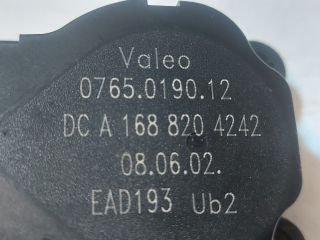 Valeo
0765.0190.12
DC A 168 820 4242
08.06.02.
EAD193 Ub2